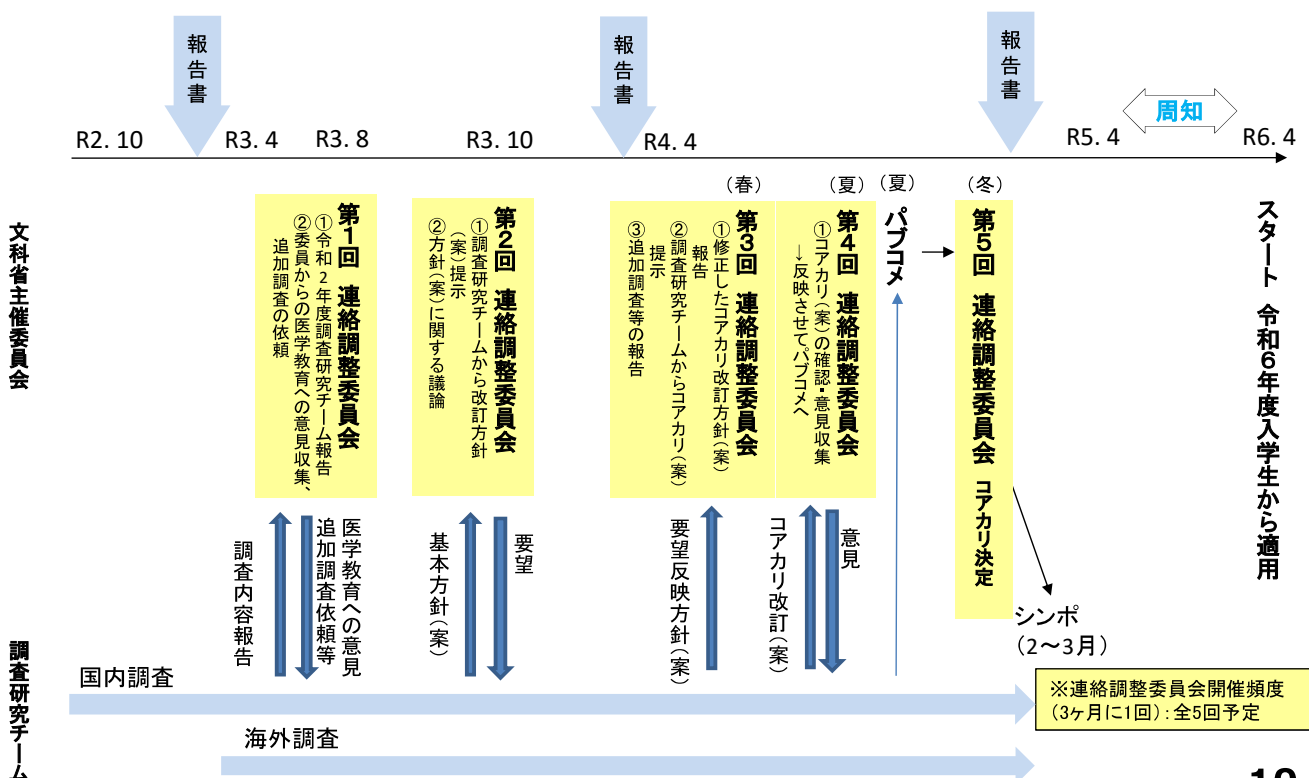 報告書
報告書
報告書
周知
R2. 10
R3. 4
R3. 8
R3. 10
R4. 4
R5. 4
R6. 4
文科省主催委員会
第1回 連絡調整委員会
①令和2年度調査研究チーム報告
②委員からの医学教育への意見収集、
追加調査の依頼
第2回 連絡調整委員会
①調査研究チームから改訂方針
(案)提示
②方針(案)に関する議論
(春)
第3回 連絡調整委員会
①修正したコアカリ改訂方針(案)
報告
②調査研究チームからコアカリ(案)
提示
③追加調査等の報告
(夏)
第4回 連絡調整委員会
①コアカリ(案)の確認・意見収集
→反映させてパブコメへ
(夏)
パブコメ
(冬)
第5回 連絡調整委員会 コアカリ決定
スタート 令和6年度入学生から適用
調査内容報告
医学教育への意見
追加調査依頼等
基本方針(案)
要望
要望反映方針(案)
コアカリ改訂(案)
意見
シンポ
(2~3月)
調査研究チーム
国内調査
海外調査
※連絡調整委員会開催頻度
(3ヶ月に1回):全5回予定